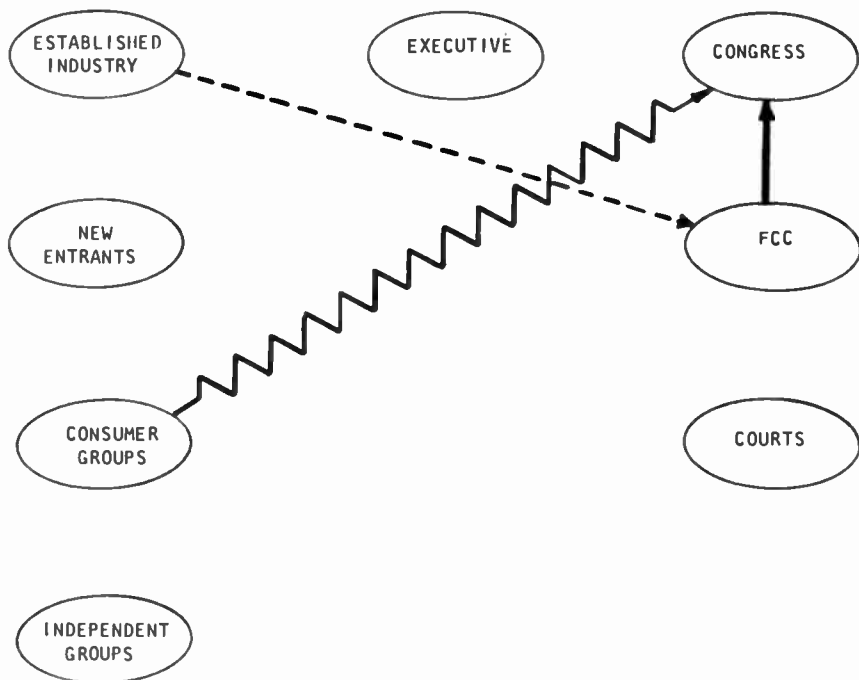 ESTABLISHED
INDUSTRY
EXECUTIVE
CONGRESS
NEW
ENTRANTS
FCC
CONSUMER
GROUPS
COURTS
INDEPENDENT
GROUPS